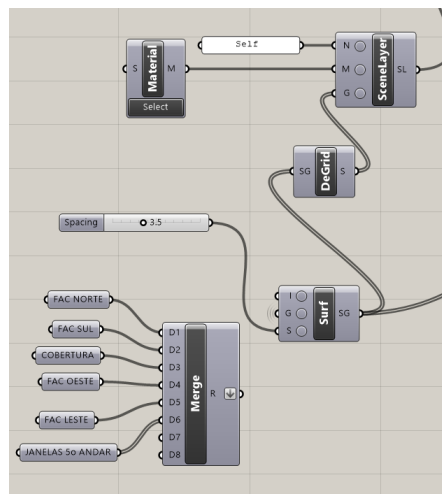 Self
S
Material
M
Select
N
M
G
SceneLayer
SL
SG
DeGrid
S
Spacing
3.5
I
G
S
Surf
SG
FAC NORTE
FAC SUL
COBERTURA
FAC OESTE
FAC LESTE
JANELAS 5o ANDAR
D1
D2
D3
D4
D5
D6
D7
D8
Merge
R